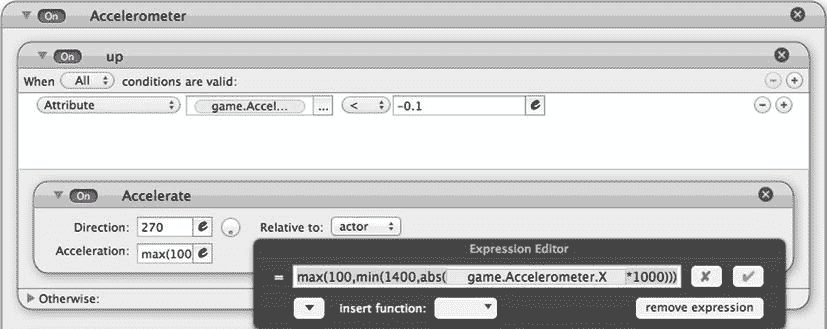 On Accelerometer
On up
When All conditions are valid:
Attribute game.Accel... ... < -0.1 e
On Accelerate
Direction: 270 e Relative to: actor
Acceleration: max(100 e
Expression Editor
= max(100,min(1400,abs( game.Accelerometer.X *1000)))
Insert function: remove expression
Otherwise: